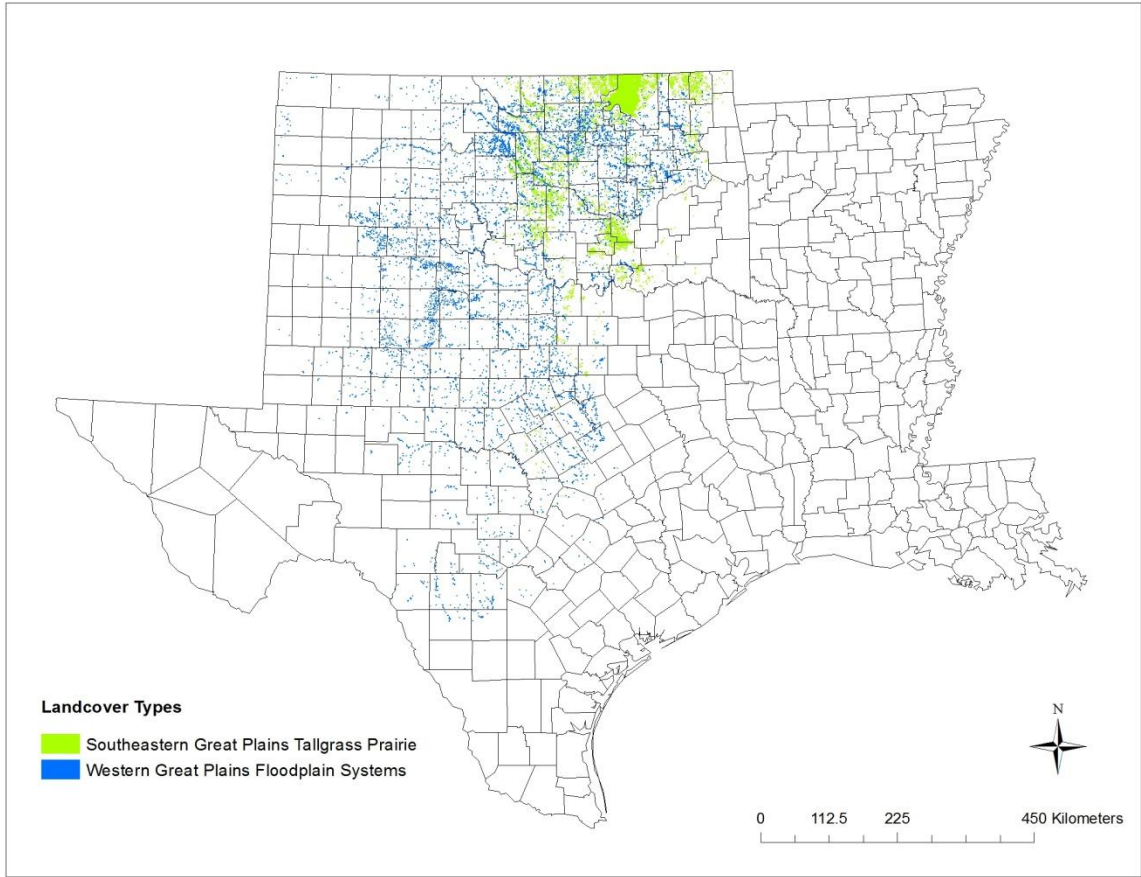 Landcover Types
Southeastern Great Plains Tallgrass Prairie
Western Great Plains Floodplain Systems
N
0 112.5 225 450 Kilometers